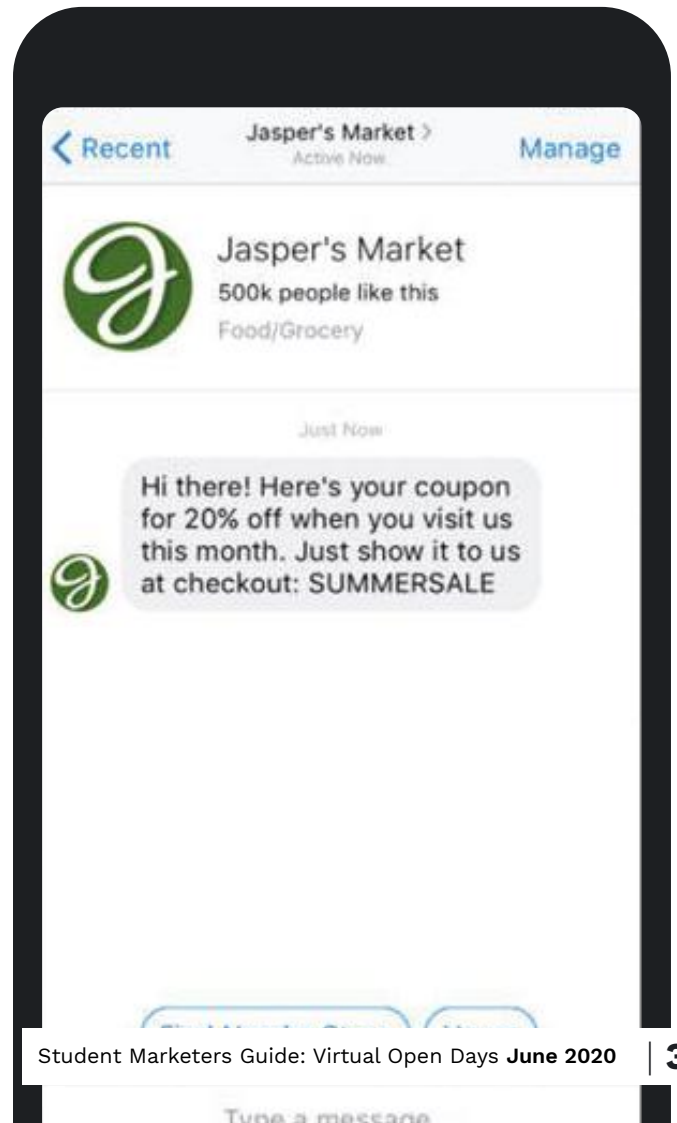 Recent
Jasper's Market >
Active Now
Manage
Jasper's Market
500k people like this
Food/Grocery
Just Now
Hi there! Here's your coupon
for 20% off when you visit us
this month. Just show it to us
at checkout: SUMMERSALE
Student Marketers Guide: Virtual Open Days June 2020 |
Type a message